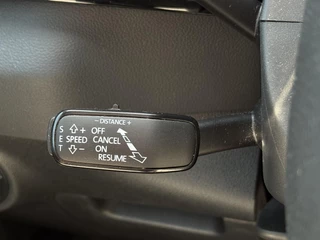 − DISTANCE +
S ⇧ + OFF
E SPEED CANCEL
T ⇩ − ON
RESUME